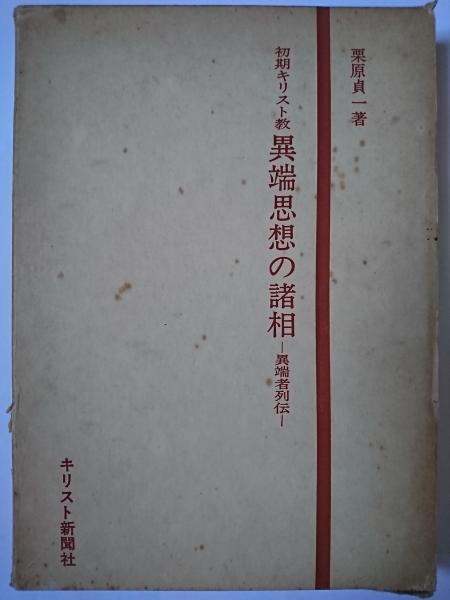 栗原貞一著
初期キリスト教
異端思想の諸相
―異端者列伝―
キリスト新聞社